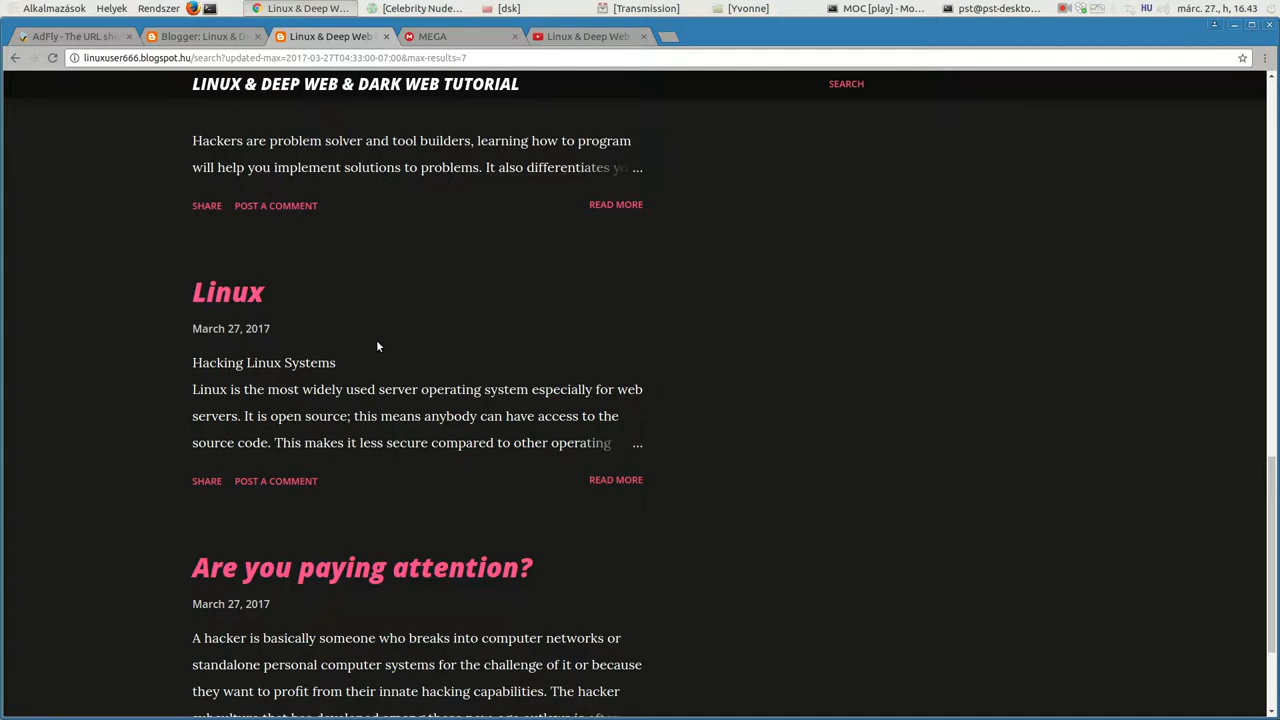 Alkalmazások Helyek Rendszer Linux & Deep W... [Celebrity Nude... [dsk] [Transmission] [Yvonne] MOC [play] - Mo... pst@pst-deskto... HU márc. 27., h, 16.43
AdFly - The URL sh Blogger: Linux & D Linux & Deep Web MEGA Linux & Deep Web
linuxuser666.blogspot.hu/search?updated-max=2017-03-27T04:33:00-07:00&max-results=7
LINUX & DEEP WEB & DARK WEB TUTORIAL SEARCH
Hackers are problem solver and tool builders, learning how to program
will help you implement solutions to problems. It also differentiates yo ...
SHARE POST A COMMENT READ MORE
Linux
March 27, 2017
Hacking Linux Systems
Linux is the most widely used server operating system especially for web
servers. It is open source; this means anybody can have access to the
source code. This makes it less secure compared to other operating ...
SHARE POST A COMMENT READ MORE
Are you paying attention?
March 27, 2017
A hacker is basically someone who breaks into computer networks or
standalone personal computer systems for the challenge of it or because
they want to profit from their innate hacking capabilities. The hacker